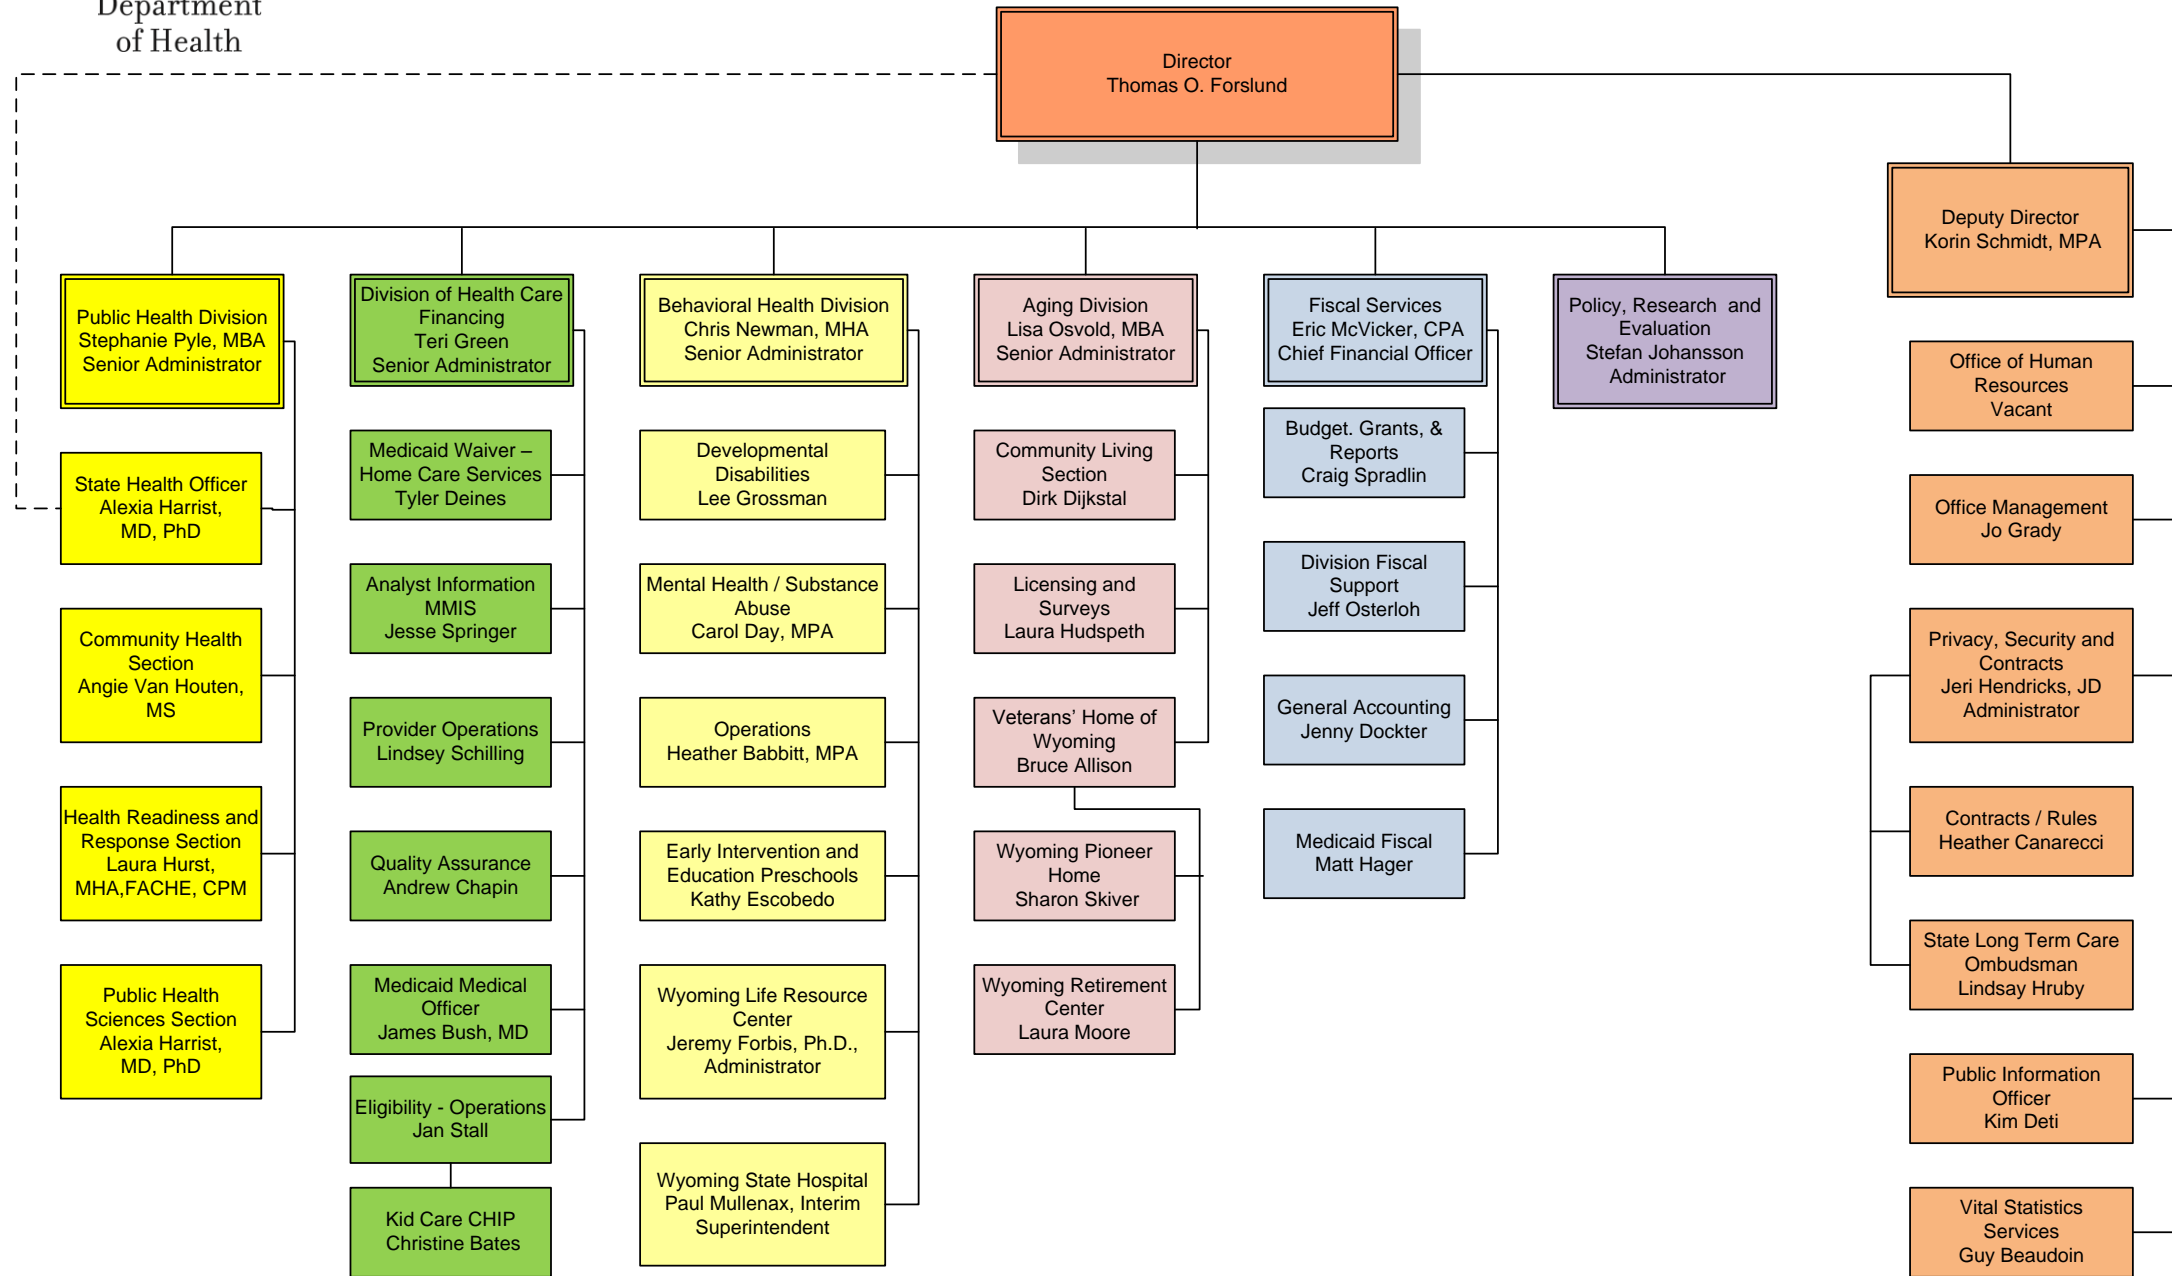 Department
of Health
Director
Thomas O. Forslund
Deputy Director
Korin Schmidt, MPA
Public Health Division
Stephanie Pyle, MBA
Senior Administrator
State Health Officer
Alexia Harrist,
MD, PhD
Community Health
Section
Angie Van Houten,
MS
Health Readiness and
Response Section
Laura Hurst,
MHA,FACHE, CPM
Public Health
Sciences Section
Alexia Harrist,
MD, PhD
Division of Health Care
Financing
Teri Green
Senior Administrator
Medicaid Waiver –
Home Care Services
Tyler Deines
Analyst Information
MMIS
Jesse Springer
Provider Operations
Lindsey Schilling
Quality Assurance
Andrew Chapin
Medicaid Medical
Officer
James Bush, MD
Eligibility - Operations
Jan Stall
Kid Care CHIP
Christine Bates
Behavioral Health Division
Chris Newman, MHA
Senior Administrator
Developmental
Disabilities
Lee Grossman
Mental Health / Substance
Abuse
Carol Day, MPA
Operations
Heather Babbitt, MPA
Early Intervention and
Education Preschools
Kathy Escobedo
Wyoming Life Resource
Center
Jeremy Forbis, Ph.D.,
Administrator
Wyoming State Hospital
Paul Mullenax, Interim
Superintendent
Aging Division
Lisa Osvold, MBA
Senior Administrator
Community Living
Section
Dirk Dijkstal
Licensing and
Surveys
Laura Hudspeth
Veterans’ Home of
Wyoming
Bruce Allison
Wyoming Pioneer
Home
Sharon Skiver
Wyoming Retirement
Center
Laura Moore
Fiscal Services
Eric McVicker, CPA
Chief Financial Officer
Budget. Grants, &
Reports
Craig Spradlin
Division Fiscal
Support
Jeff Osterloh
General Accounting
Jenny Dockter
Medicaid Fiscal
Matt Hager
Policy, Research  and
Evaluation
Stefan Johansson
Administrator
Office of Human
Resources
Vacant
Office Management
Jo Grady
Privacy, Security and
Contracts
Jeri Hendricks, JD
Administrator
Contracts / Rules
Heather Canarecci
State Long Term Care
Ombudsman
Lindsay Hruby
Public Information
Officer
Kim Deti
Vital Statistics
Services
Guy Beaudoin